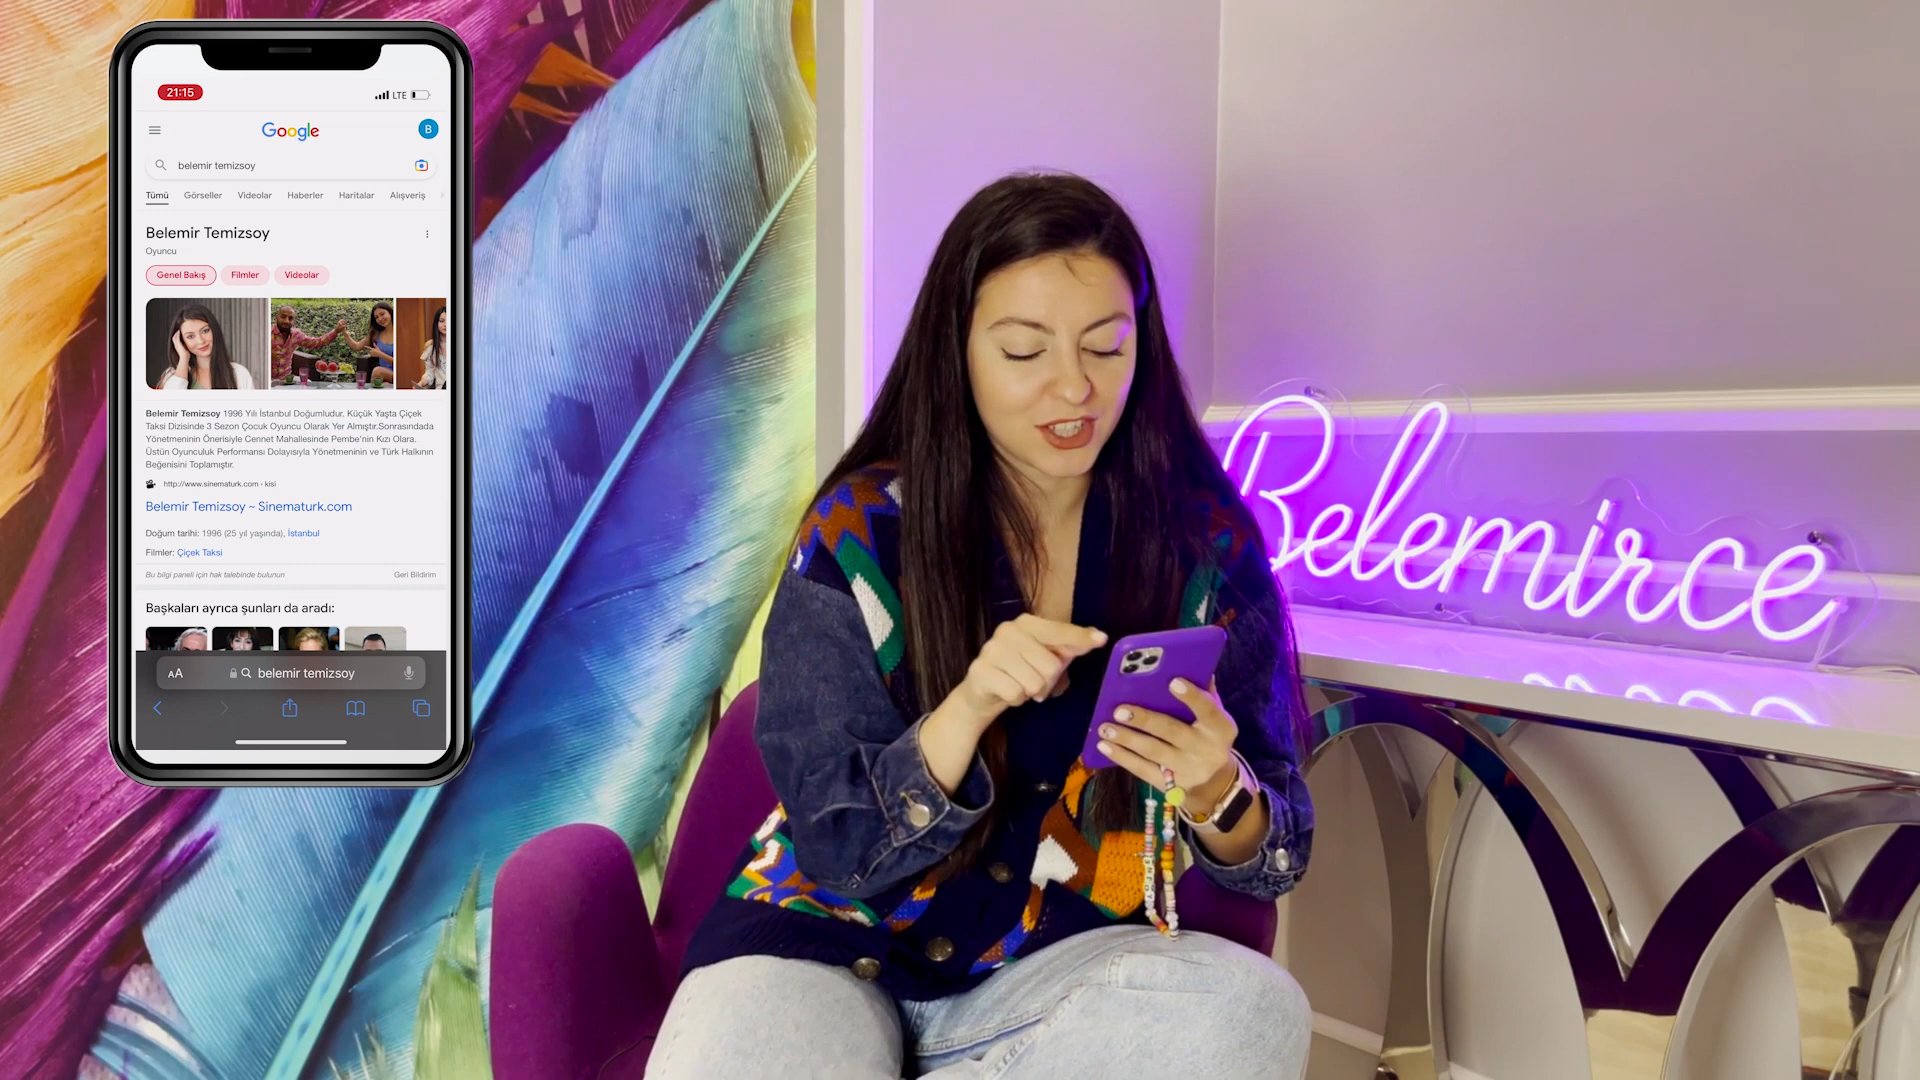 21:15
LTE
Google
B
belemir temizsoy
Tümü Görseller Videolar Haberler Haritalar Alışveriş
Belemir Temizsoy
Oyuncu
Genel Bakış Filmler Videolar
Belemir Temizsoy 1996 Yılı İstanbul Doğumludur. Küçük Yaşta Çiçek
Taksi Dizisinde 3 Sezon Çocuk Oyuncu Olarak Yer Almıştır.Sonrasındada
Yönetmeninin Önerisiyle Cennet Mahallesinde Pembe'nin Kızı Olara.
Üstün Oyunculuk Performansı Dolayısıyla Yönetmeninin ve Türk Halkının
Beğenisini Toplamıştır.
http://www.sinematurk.com › kisi
Belemir Temizsoy ~ Sinematurk.com
Doğum tarihi: 1996 (25 yıl yaşında), İstanbul
Filmler: Çiçek Taksi
Bu bilgi paneli için hak talebinde bulunun Geri Bildirim
Başkaları ayrıca şunları da aradı:
AA belemir temizsoy
Belemirce